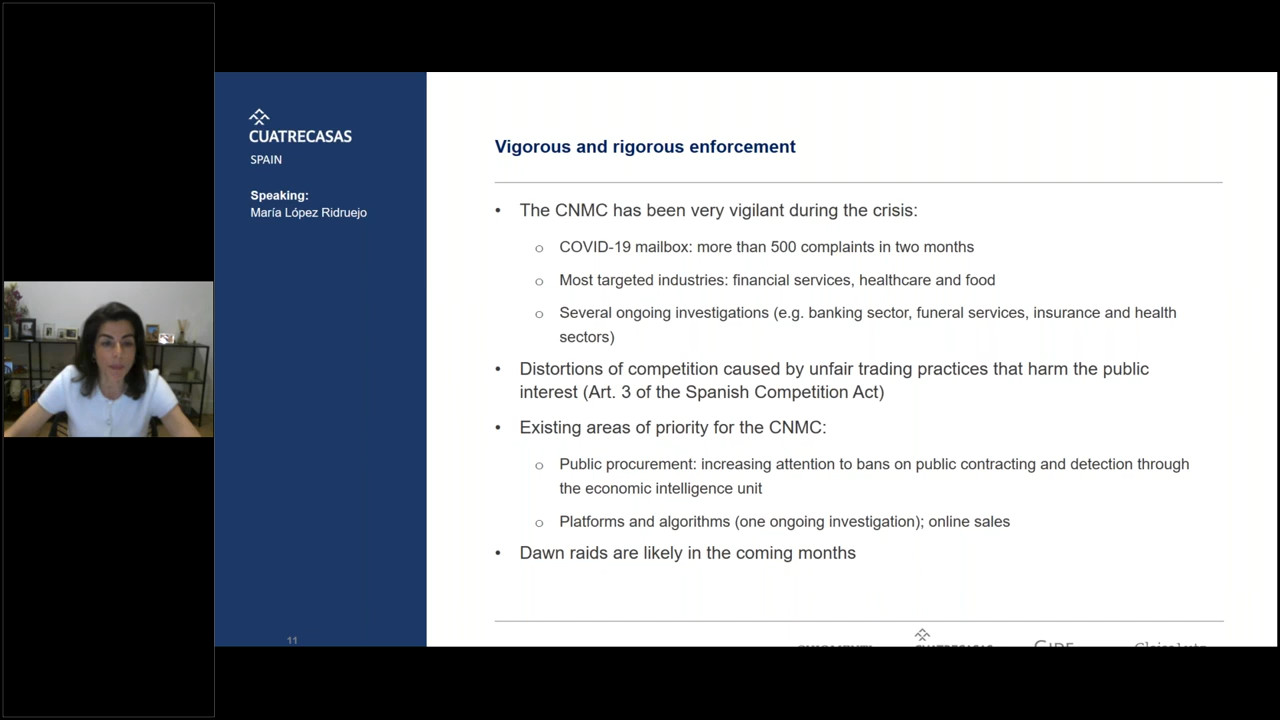 CUATRECASAS
SPAIN
Speaking:
María López Ridruejo
Vigorous and rigorous enforcement
• The CNMC has been very vigilant during the crisis:
o COVID-19 mailbox: more than 500 complaints in two months
o Most targeted industries: financial services, healthcare and food
o Several ongoing investigations (e.g. banking sector, funeral services, insurance and health
sectors)
• Distortions of competition caused by unfair trading practices that harm the public
interest (Art. 3 of the Spanish Competition Act)
• Existing areas of priority for the CNMC:
o Public procurement: increasing attention to bans on public contracting and detection through
the economic intelligence unit
o Platforms and algorithms (one ongoing investigation); online sales
• Dawn raids are likely in the coming months
11
CUATRECASAS